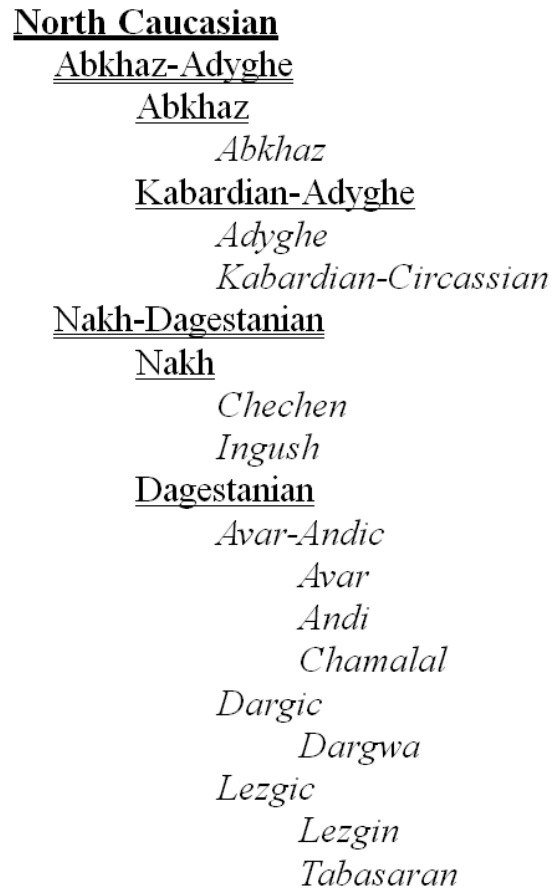 North Caucasian
Abkhaz-Adyghe
Abkhaz
Abkhaz
Kabardian-Adyghe
Adyghe
Kabardian-Circassian
Nakh-Dagestanian
Nakh
Chechen
Ingush
Dagestanian
Avar-Andic
Avar
Andi
Chamalal
Dargic
Dargwa
Lezgic
Lezgin
Tabasaran